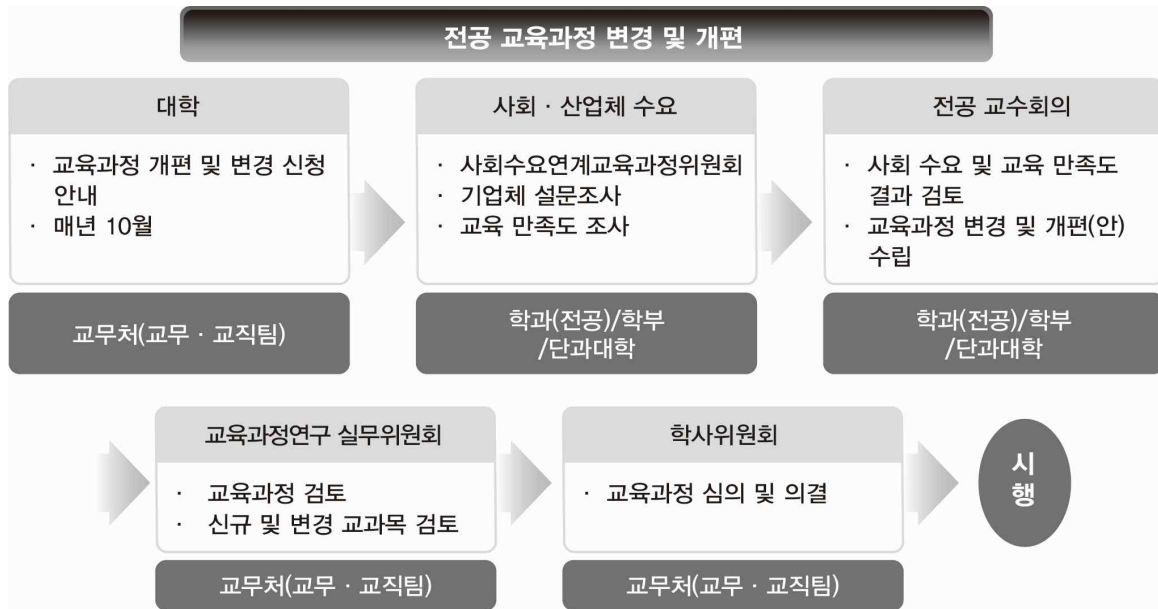 전공 교육과정 변경 및 개편
대학
· 교육과정 개편 및 변경 신청
안내
· 매년 10월
교무처(교무 · 교직팀)
사회 · 산업체 수요
· 사회수요연계교육과정위원회
· 기업체 설문조사
· 교육 만족도 조사
학과(전공)/학부
/단과대학
전공 교수회의
· 사회 수요 및 교육 만족도
결과 검토
· 교육과정 변경 및 개편(안)
수립
학과(전공)/학부
/단과대학
교육과정연구 실무위원회
· 교육과정 검토
· 신규 및 변경 교과목 검토
교무처(교무 · 교직팀)
학사위원회
· 교육과정 심의 및 의결
교무처(교무 · 교직팀)
시
행